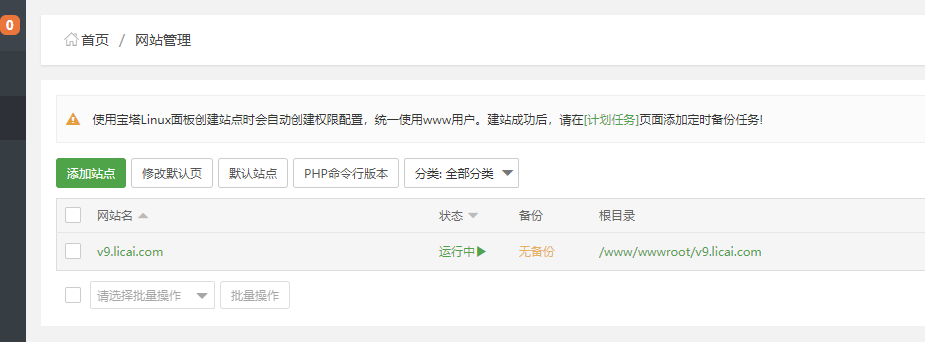 0
首页 / 网站管理
使用宝塔Linux面板创建站点时会自动创建权限配置，统一使用www用户。建站成功后，请在[计划任务]页面添加定时备份任务!
添加站点 修改默认页 默认站点 PHP命令行版本 分类: 全部分类
网站名 状态 备份 根目录
v9.licai.com 运行中 无备份 /www/wwwroot/v9.licai.com
请选择批量操作 批量操作